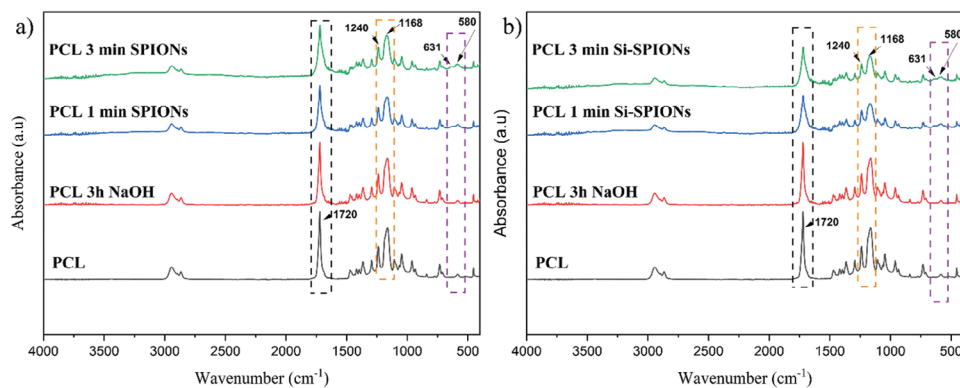 a)
PCL 3 min SPIONs
1240
1168
631
580
PCL 1 min SPIONs
PCL 3h NaOH
1720
PCL
Absorbance (a.u)
4000 3500 3000 2500 2000 1500 1000 500
Wavenumber (cm⁻¹)
b)
PCL 3 min Si-SPIONs
1240
1168
631
580
PCL 1 min Si-SPIONs
PCL 3h NaOH
1720
PCL
Absorbance (a.u)
4000 3500 3000 2500 2000 1500 1000 500
Wavenumber (cm⁻¹)